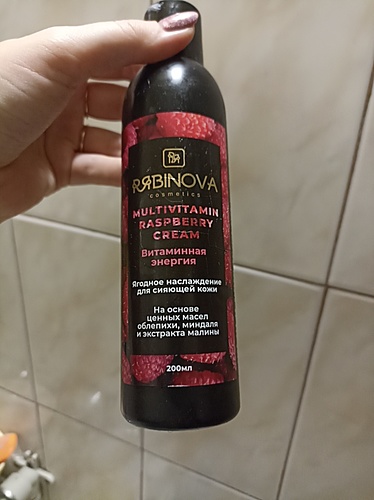 RЯBINOVA
cosmetics
MULTIVITAMIN
RASPBERRY
CREAM
Витаминная
энергия
Ягодное наслаждение
для сияющей кожи
На основе
ценных масел
облепихи, миндаля
и экстракта малины
200мл